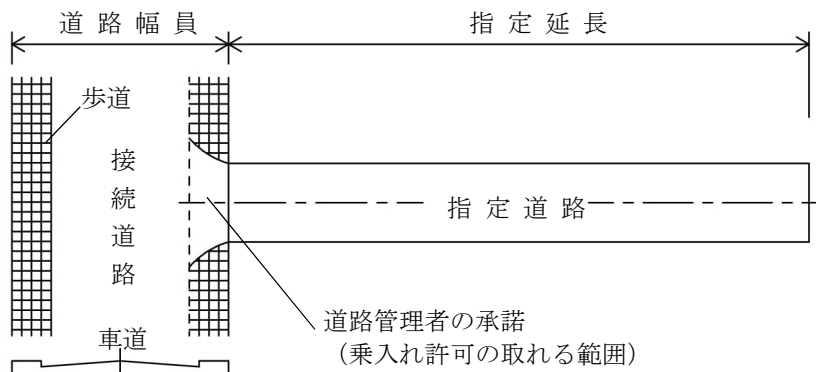 道路幅員
指定延長
歩道
接続道路
指定道路
道路管理者の承諾
（乗入れ許可の取れる範囲）
車道